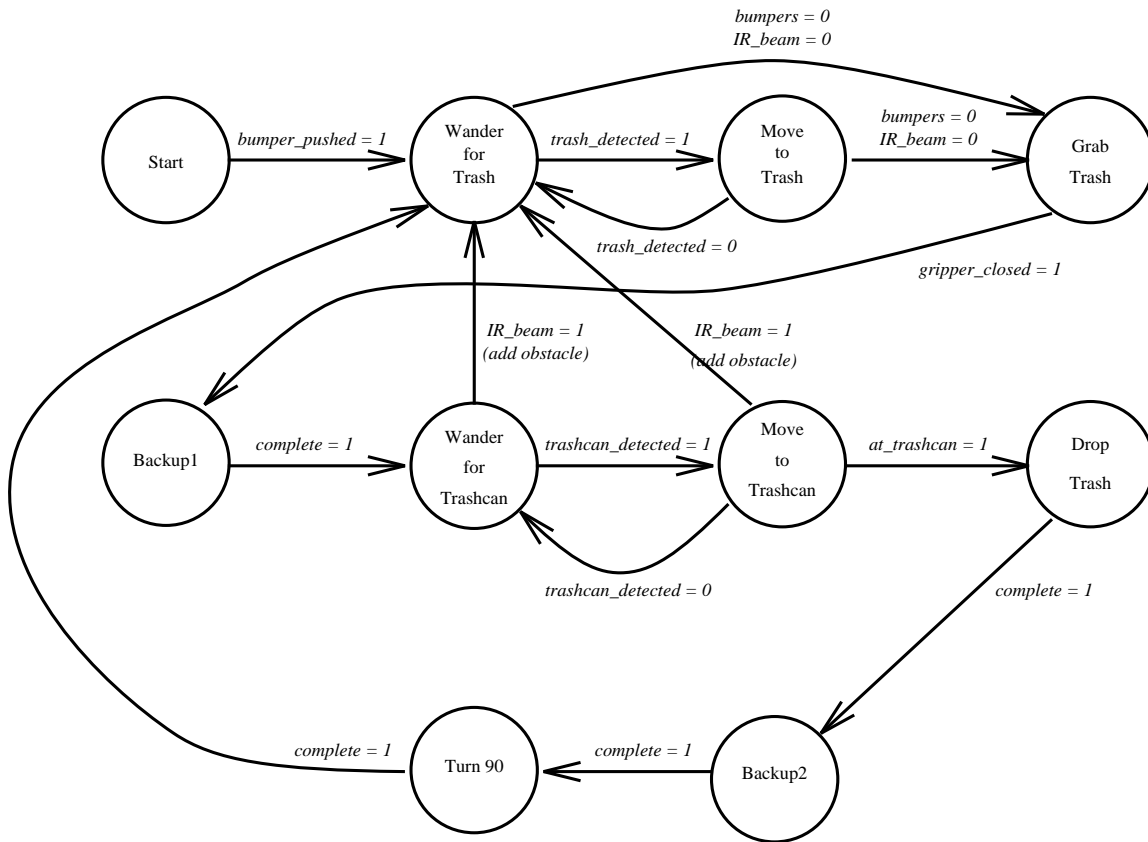 bumpers = 0
IR_beam = 0
Start
bumper_pushed = 1
Wander
for
Trash
trash_detected = 1
Move
to
Trash
bumpers = 0
IR_beam = 0
Grab
Trash
trash_detected = 0
gripper_closed = 1
IR_beam = 1
(add obstacle)
IR_beam = 1
(add obstacle)
Backup1
complete = 1
Wander
for
Trashcan
trashcan_detected = 1
Move
to
Trashcan
at_trashcan = 1
Drop
Trash
trashcan_detected = 0
complete = 1
complete = 1
Turn 90
complete = 1
Backup2